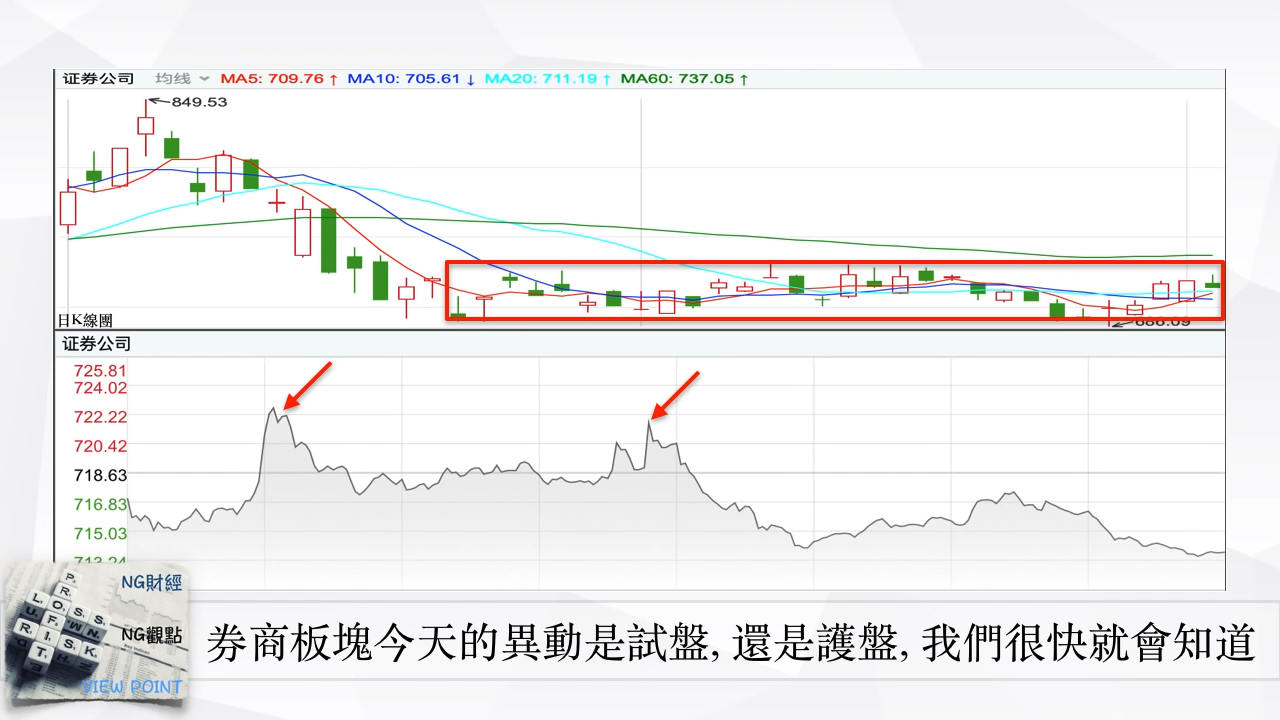 证券公司 均线 MA5: 709.76 ↑ MA10: 705.61 ↓ MA20: 711.19 ↑ MA60: 737.05 ↑
849.53
686.09
日K線圖
证券公司
725.81
724.02
722.22
720.42
718.63
716.83
715.03
713.24
NG財經
NG觀點
VIEW POINT
券商板塊今天的異動是試盤, 還是護盤, 我們很快就會知道